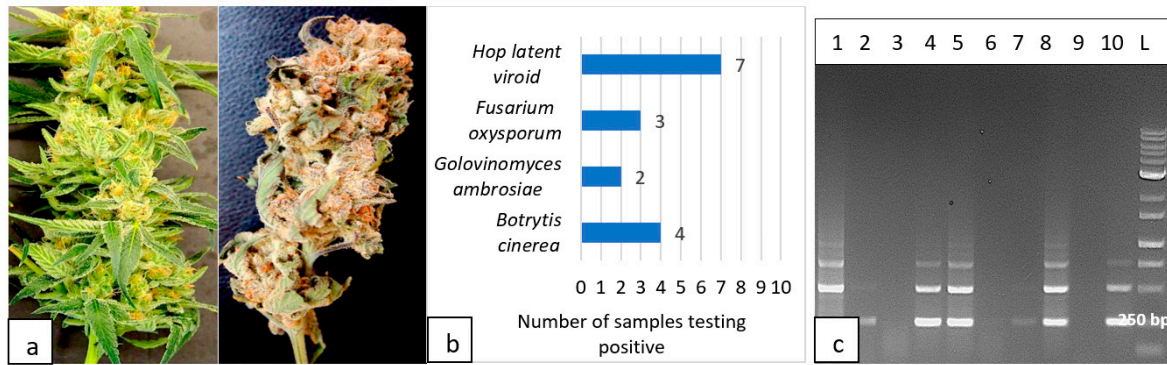 a
b
Hop latent
viroid
7
Fusarium
oxysporum
3
Golovinomyces
ambrosiae
2
Botrytis
cinerea
4
0 1 2 3 4 5 6 7 8 9 10
Number of samples testing
positive
c
1 2 3 4 5 6 7 8 9 10 L
250 bp